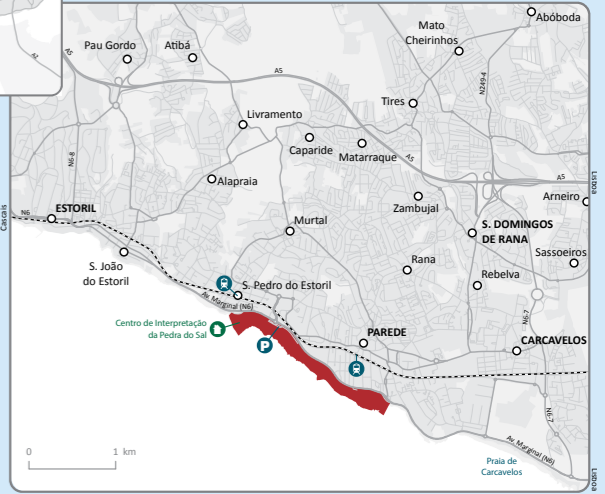 Abóboda
Mato
Cheirinhos
Pau Gordo
Atibá
A5
A5
A5
A7
N249-4
Tires
Livramento
Caparide
Matarraque
A5
A5
Lisboa
N6-8
Alapraia
Zambujal
Arneiro
Cascais
N6
ESTORIL
Murtal
S. DOMINGOS
DE RANA
Sassoeiros
S. João
do Estoril
Rana
Rebelva
S. Pedro do Estoril
Av. Marginal (N6)
N6-7
Centro de Interpretação
da Pedra do Sal
P
PAREDE
CARCAVELOS
N6-7
Av. Marginal (N6)
0 1 km
Praia de
Carcavelos
Lisboa